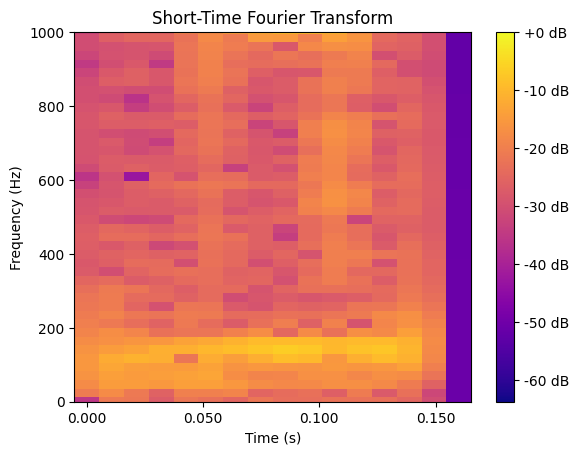 Short-Time Fourier Transform
Frequency (Hz)
1000
800
600
400
200
0
0.000
0.050
0.100
0.150
Time (s)
+0 dB
-10 dB
-20 dB
-30 dB
-40 dB
-50 dB
-60 dB